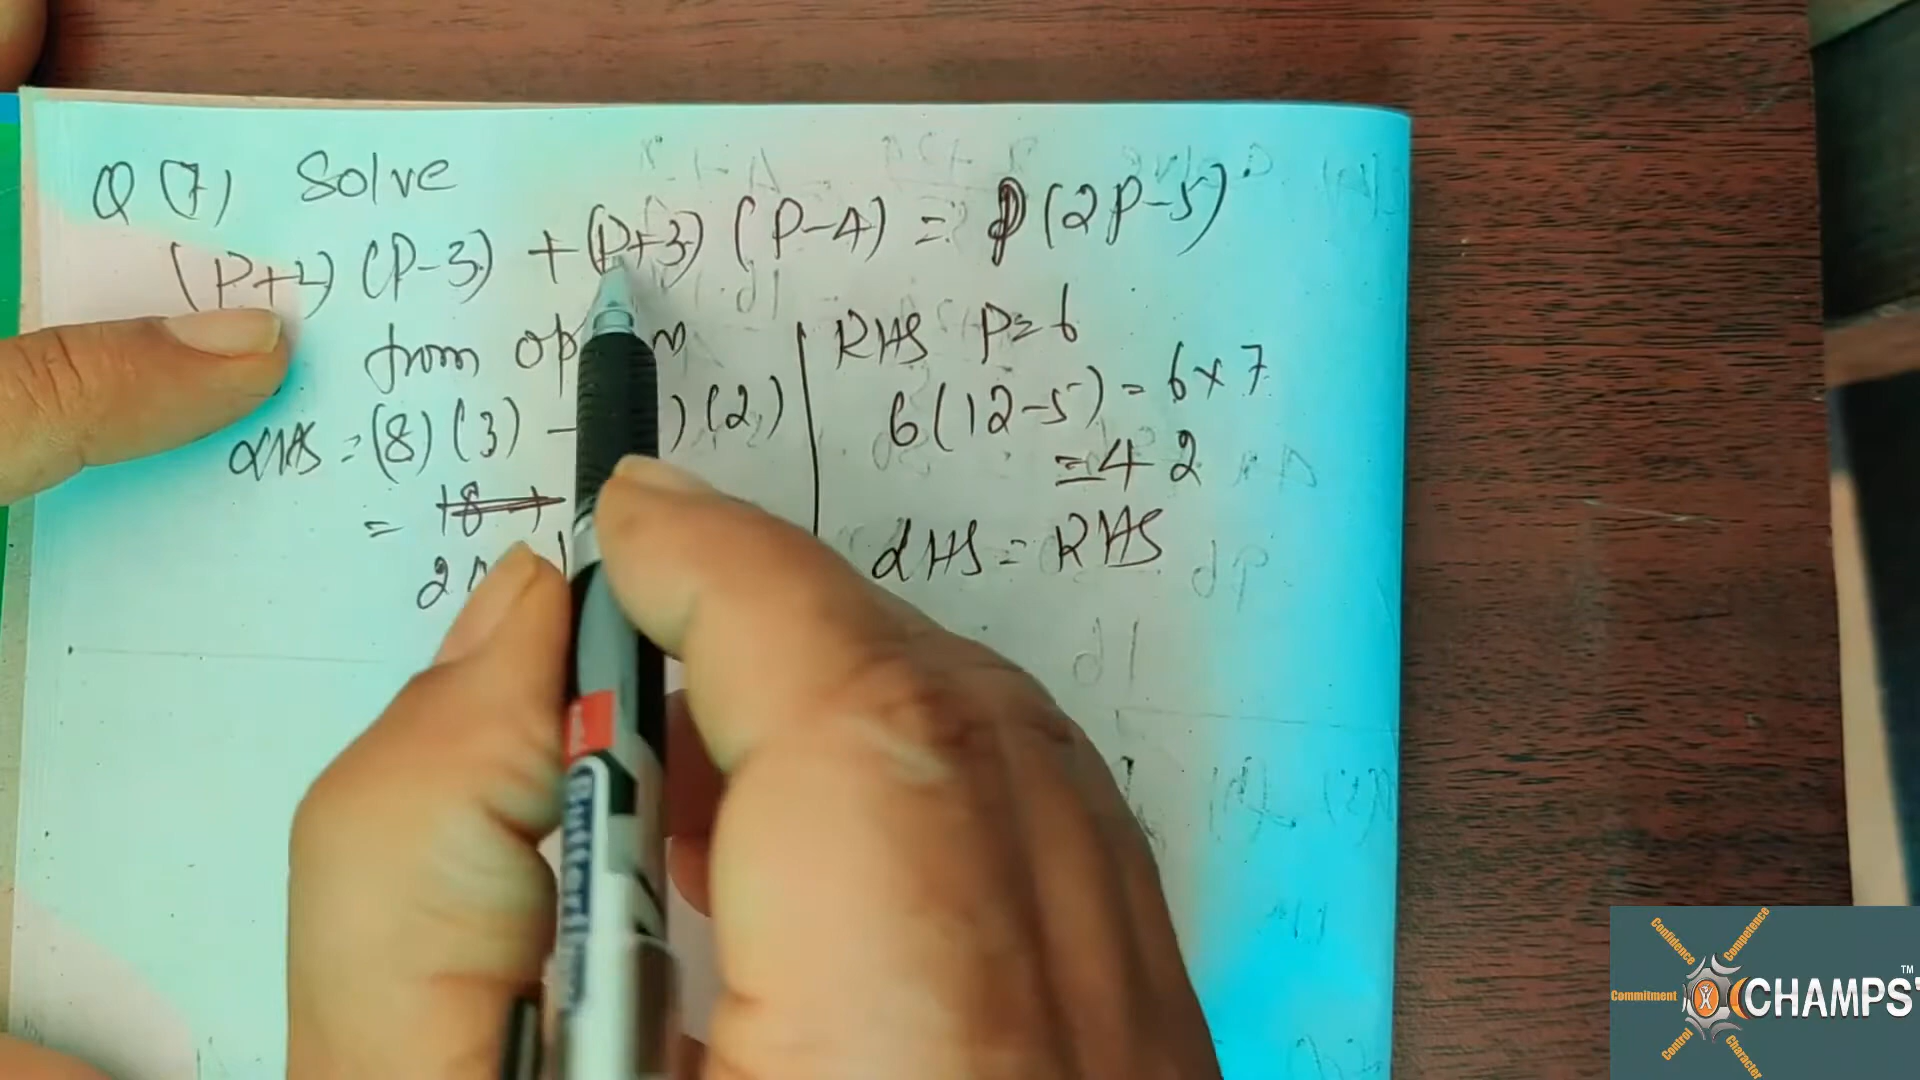 Q (7) Solve
(P+2) (P-3) + (P+3) (P-4) = P (2P-5)
from
LHS = (8) (3) ) (2)
= 18
RHS P=6
6 (12-5) = 6 x 7
= 42
LHS = RHS
Confidence
Competence
Commitment
CHAMPS TM
Control
Character